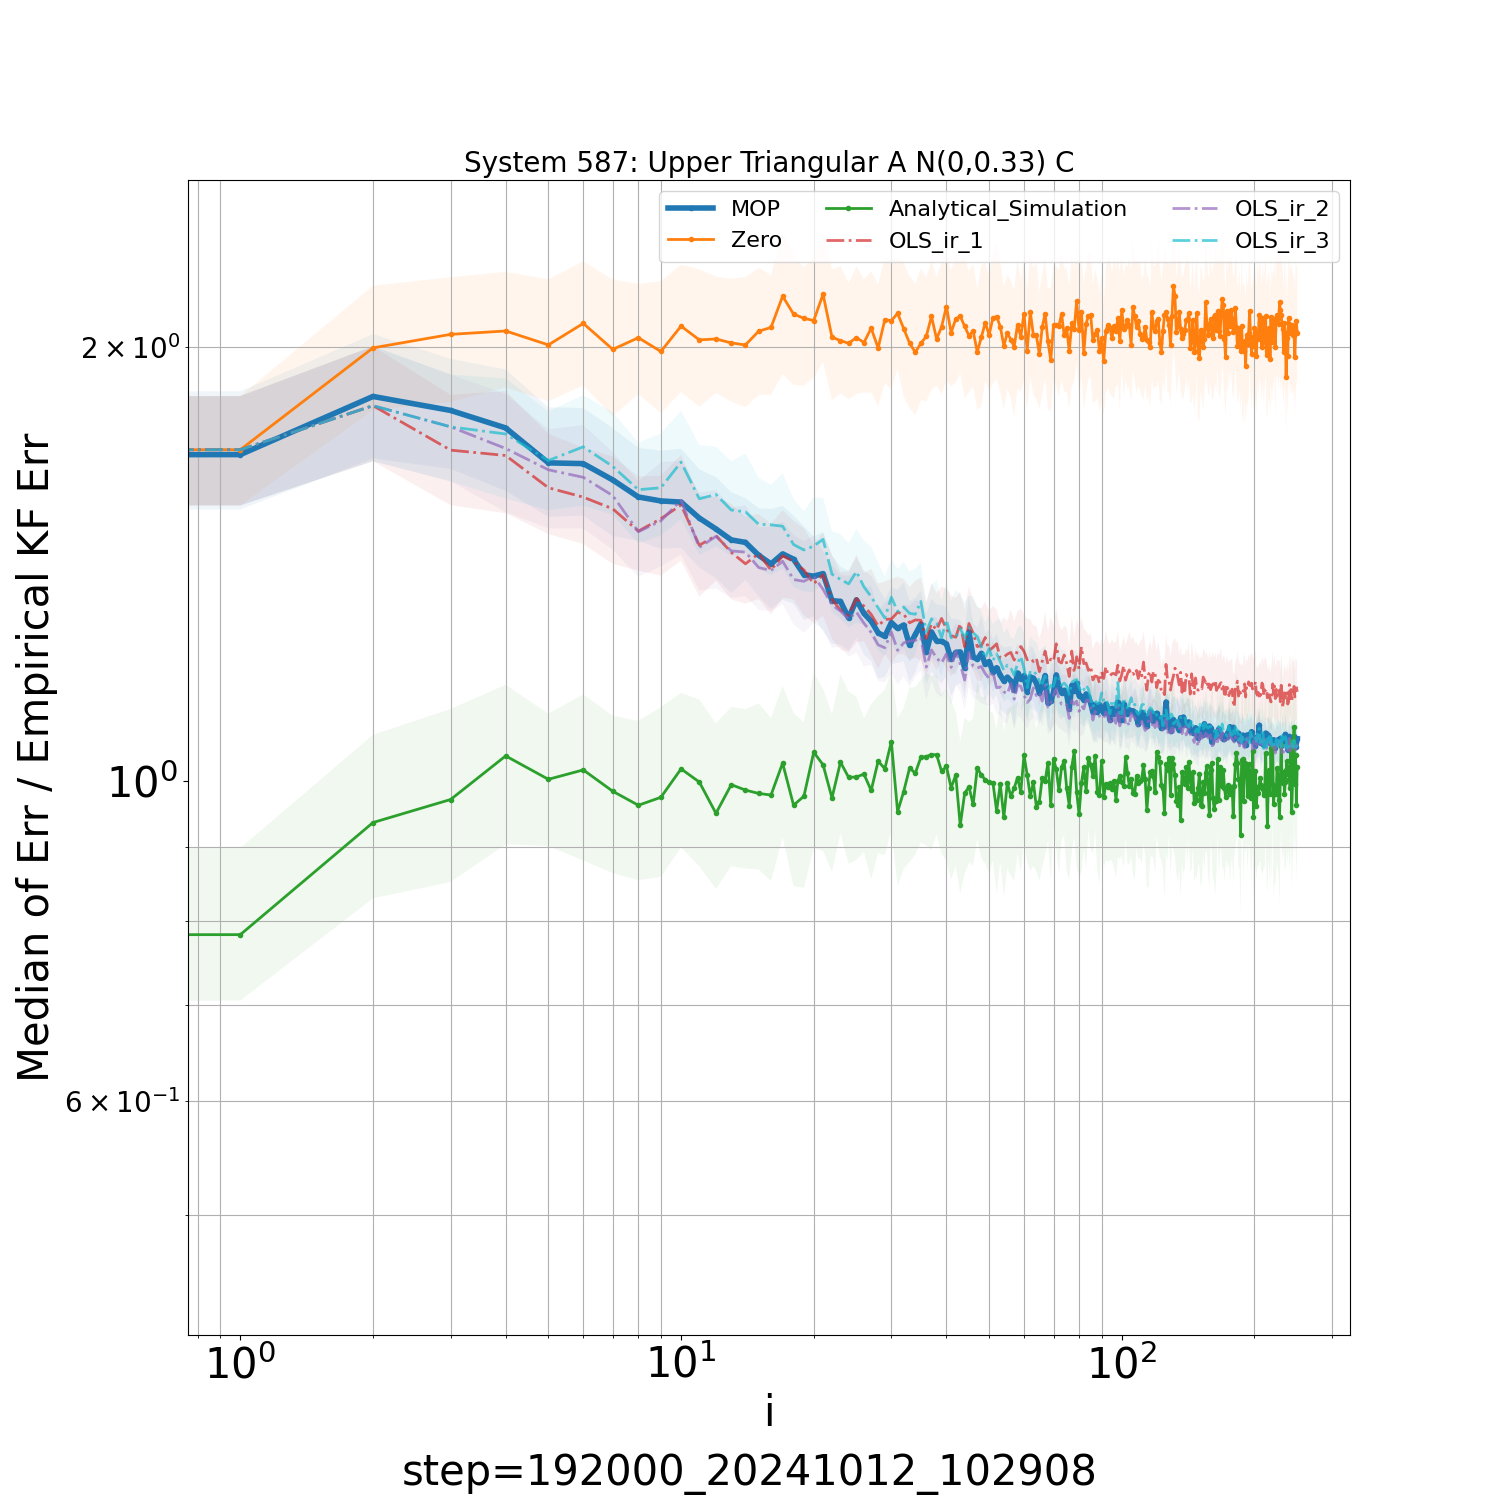 System 587: Upper Triangular A N(0,0.33) C
MOP
Zero
Analytical_Simulation
OLS_ir_1
OLS_ir_2
OLS_ir_3
Median of Err / Empirical KF Err
2 × 10⁰
10⁰
6 × 10⁻¹
10⁰
10¹
10²
i
step=192000_20241012_102908